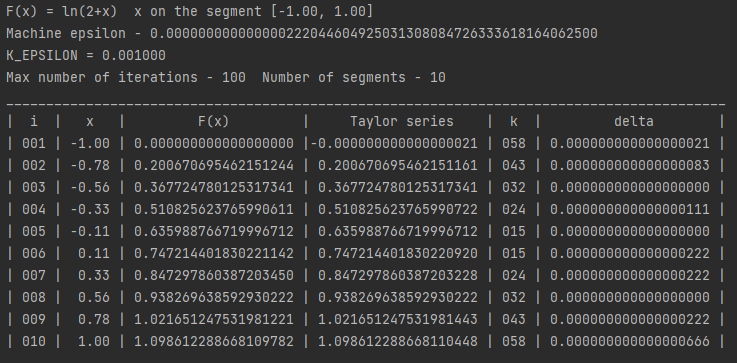 F(x) = ln(2+x)  x on the segment [-1.00, 1.00]
Machine epsilon - 0.0000000000000002220446049250313080847263336181640625​00
K_EPSILON = 0.001000
Max number of iterations - 100  Number of segments - 10
| i | x | F(x) | Taylor series | k | delta |
| 001 | -1.00 | 0.000000000000000000 |-0.000000000000000021 | 058 | 0.000000000000000021 |
| 002 | -0.78 | 0.200670695462151244 | 0.200670695462151161 | 043 | 0.000000000000000083 |
| 003 | -0.56 | 0.367724780125317341 | 0.367724780125317341 | 032 | 0.000000000000000000 |
| 004 | -0.33 | 0.510825623765990611 | 0.510825623765990722 | 024 | 0.000000000000000111 |
| 005 | -0.11 | 0.635988766719996712 | 0.635988766719996712 | 015 | 0.000000000000000000 |
| 006 | 0.11 | 0.747214401830221142 | 0.747214401830220920 | 015 | 0.000000000000000222 |
| 007 | 0.33 | 0.847297860387203450 | 0.847297860387203228 | 024 | 0.000000000000000222 |
| 008 | 0.56 | 0.938269638592930222 | 0.938269638592930222 | 032 | 0.000000000000000000 |
| 009 | 0.78 | 1.021651247531981221 | 1.021651247531981443 | 043 | 0.000000000000000222 |
| 010 | 1.00 | 1.098612288668109782 | 1.098612288668110448 | 058 | 0.000000000000000666 |